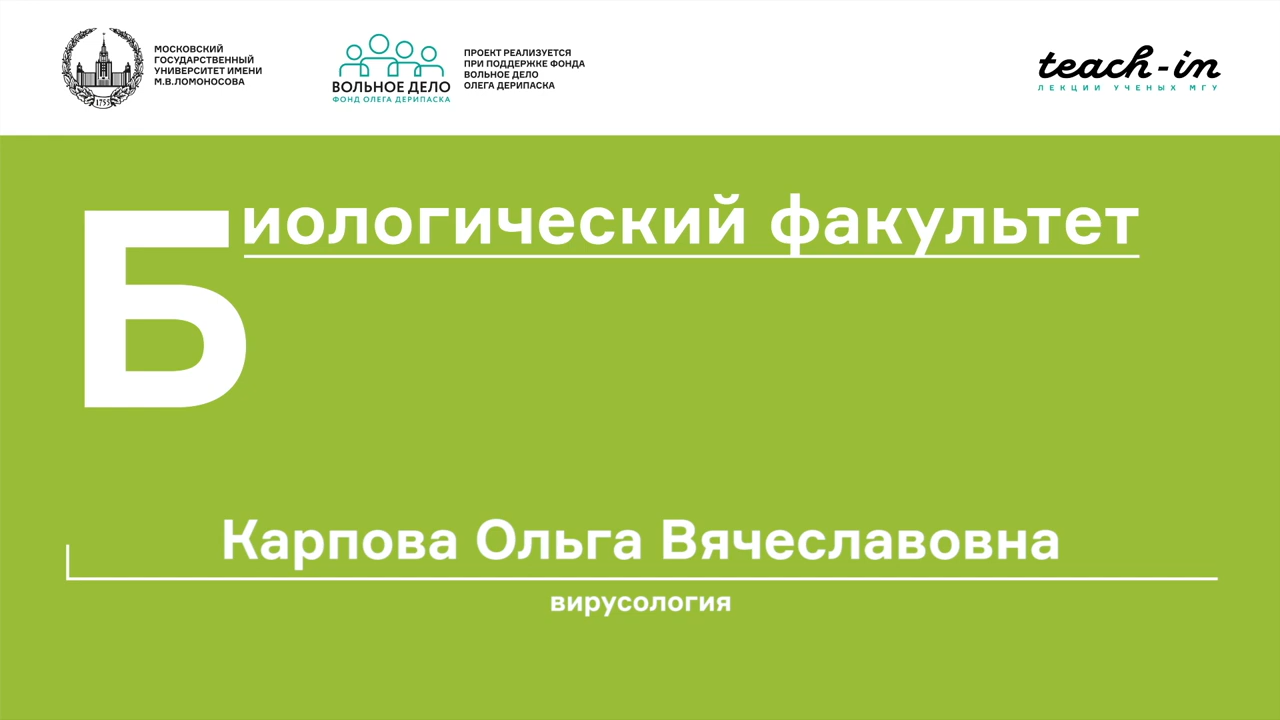 МОСКОВСКИЙ
ГОСУДАРСТВЕННЫЙ
УНИВЕРСИТЕТ ИМЕНИ
М.В.ЛОМОНОСОВА
1755
ВОЛЬНОЕ ДЕЛО
ФОНД ОЛЕГА ДЕРИПАСКА
ПРОЕКТ РЕАЛИЗУЕТСЯ
ПРИ ПОДДЕРЖКЕ ФОНДА
ВОЛЬНОЕ ДЕЛО
ОЛЕГА ДЕРИПАСКА
teach-in
ЛЕКЦИИ УЧЕНЫХ МГУ
Биологический факультет
Карпова Ольга Вячеславовна
вирусология